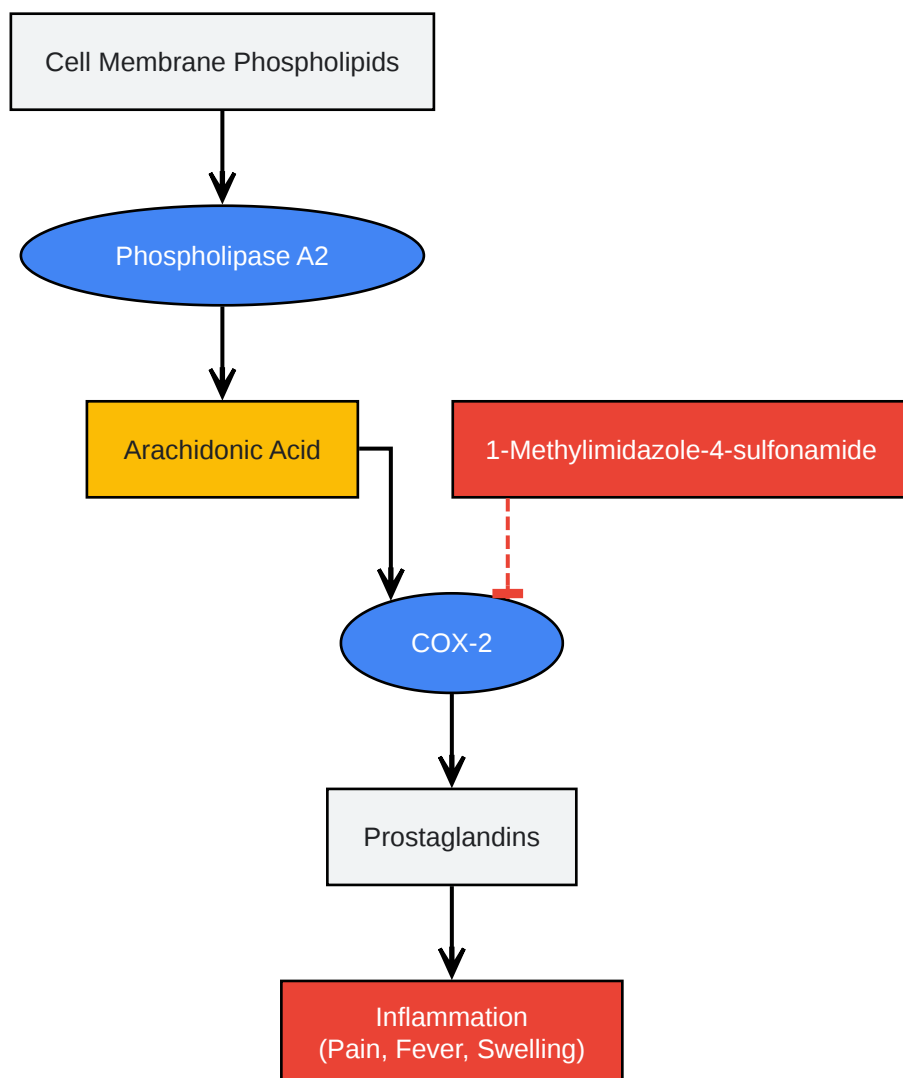 Cell Membrane Phospholipids
Phospholipase A2
Arachidonic Acid
1-Methylimidazole-4-sulfonamide
COX-2
Prostaglandins
Inflammation
(Pain, Fever, Swelling)